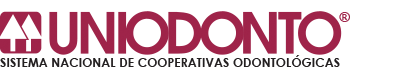 UNIODONTO®
SISTEMA NACIONAL DE COOPERATIVAS ODONTOLÓGICAS